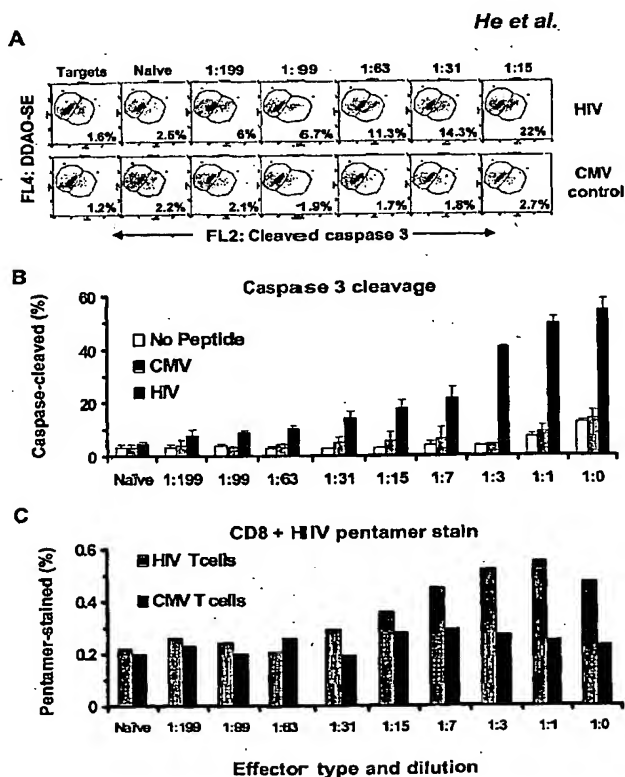 He et al.
A
Targets Naive 1:199 1:99 1:63 1:31 1:15
FL4: DDAO-SE
1.6% 2.5% 6% 6.7% 11.3% 14.3% 22%
HIV
1.2% 2.2% 2.1% 1.9% 1.7% 1.8% 2.7%
CMV control
FL2: Cleaved caspase 3
B
Caspase 3 cleavage
Caspase-cleaved (%)
60
40
20
0
No Peptide
CMV
HIV
Naïve 1:199 1:99 1:63 1:31 1:15 1:7 1:3 1:1 1:0
C
CD8 + HIV pentamer stain
Pentamer-stained (%)
0.6
0.4
0.2
0
HIV T cells
CMV T cells
Naïve 1:199 1:99 1:63 1:31 1:15 1:7 1:3 1:1 1:0
Effector type and dilution